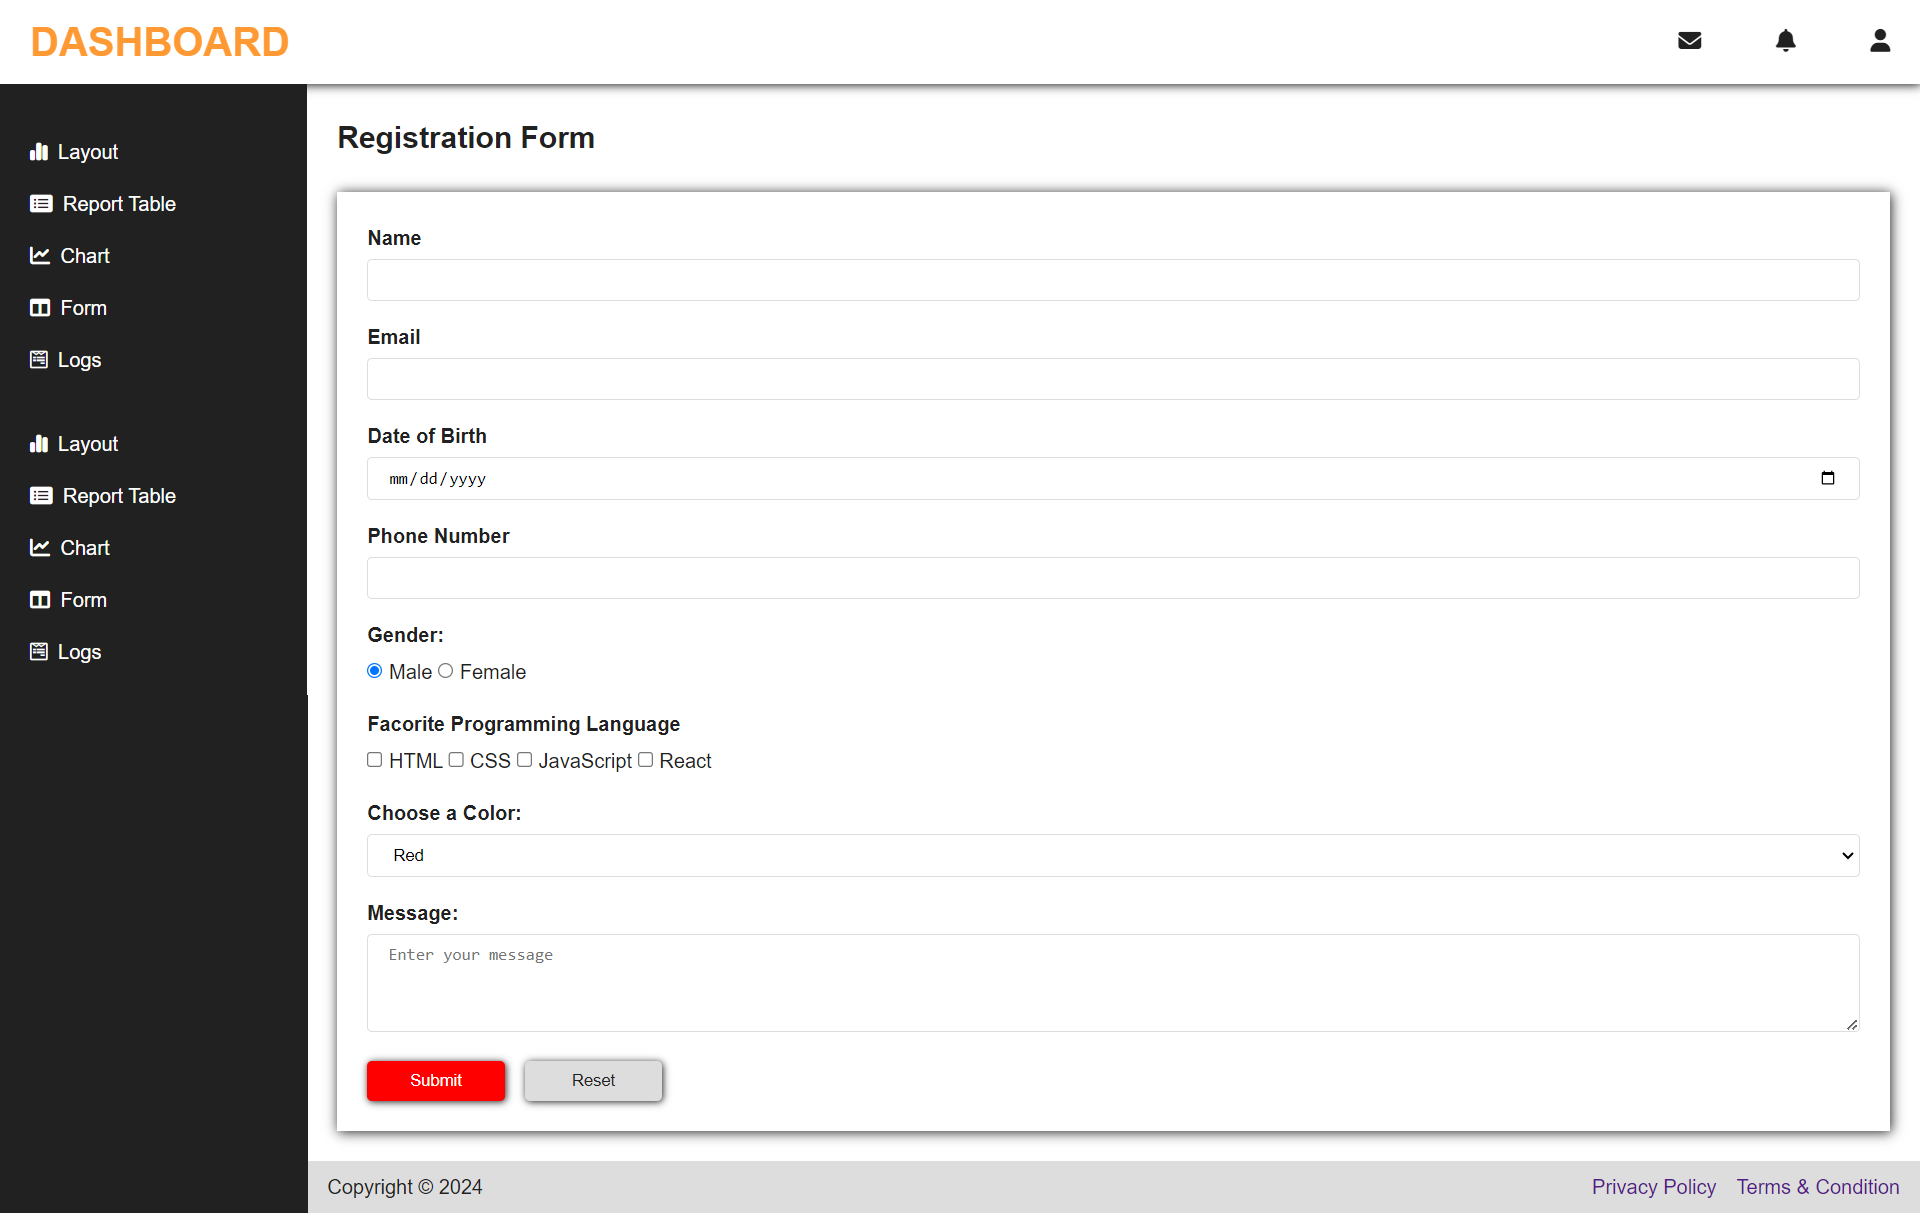 DASHBOARD
Layout
Report Table
Chart
Form
Logs
Layout
Report Table
Chart
Form
Logs
Registration Form
Name
Email
Date of Birth
mm/dd/yyyy
Phone Number
Gender:
Male Female
Facorite Programming Language
HTML CSS JavaScript React
Choose a Color:
Red
Message:
Enter your message
Submit Reset
Copyright © 2024 Privacy Policy Terms & Condition